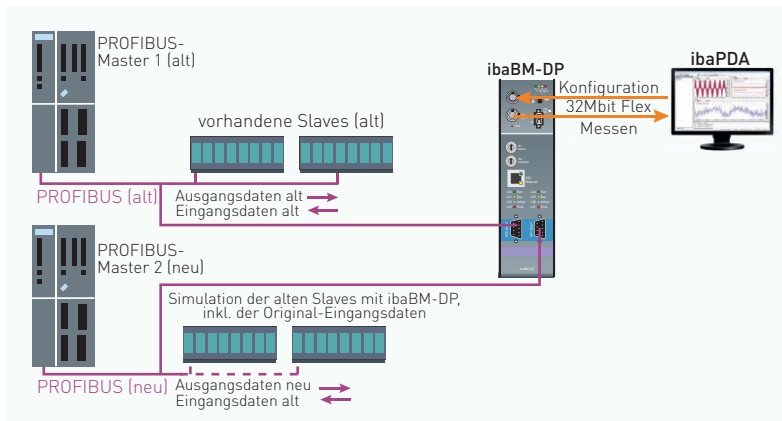 PROFIBUS-
Master 1 (alt)
vorhandene Slaves (alt)
PROFIBUS (alt)
Ausgangsdaten alt
Eingangsdaten alt
ibaBM-DP
ibaPDA
Konfiguration
32Mbit Flex
Messen
PROFIBUS-
Master 2 (neu)
Simulation der alten Slaves mit ibaBM-DP,
inkl. der Original-Eingangsdaten
PROFIBUS (neu)
Ausgangsdaten neu
Eingangsdaten alt